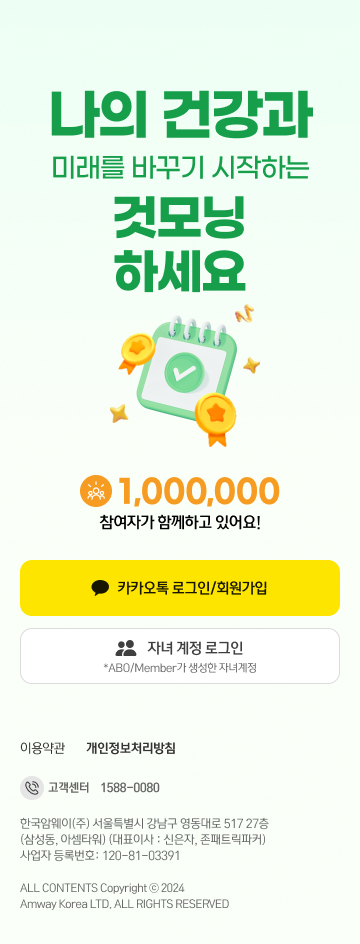 나의 건강과
미래를 바꾸기 시작하는
것모닝
하세요
1,000,000
참여자가 함께하고 있어요!
카카오톡 로그인/회원가입
자녀 계정 로그인
*ABO/Member가 생성한 자녀계정
이용약관 개인정보처리방침
고객센터 1588-0080
한국암웨이(주) 서울특별시 강남구 영동대로 517 27층
(삼성동, 아셈타워) (대표이사 : 신은자, 존패트릭파커)
사업자 등록번호: 120-81-03391
ALL CONTENTS Copyright ⓒ 2024
Amway Korea LTD. ALL RIGHTS RESERVED